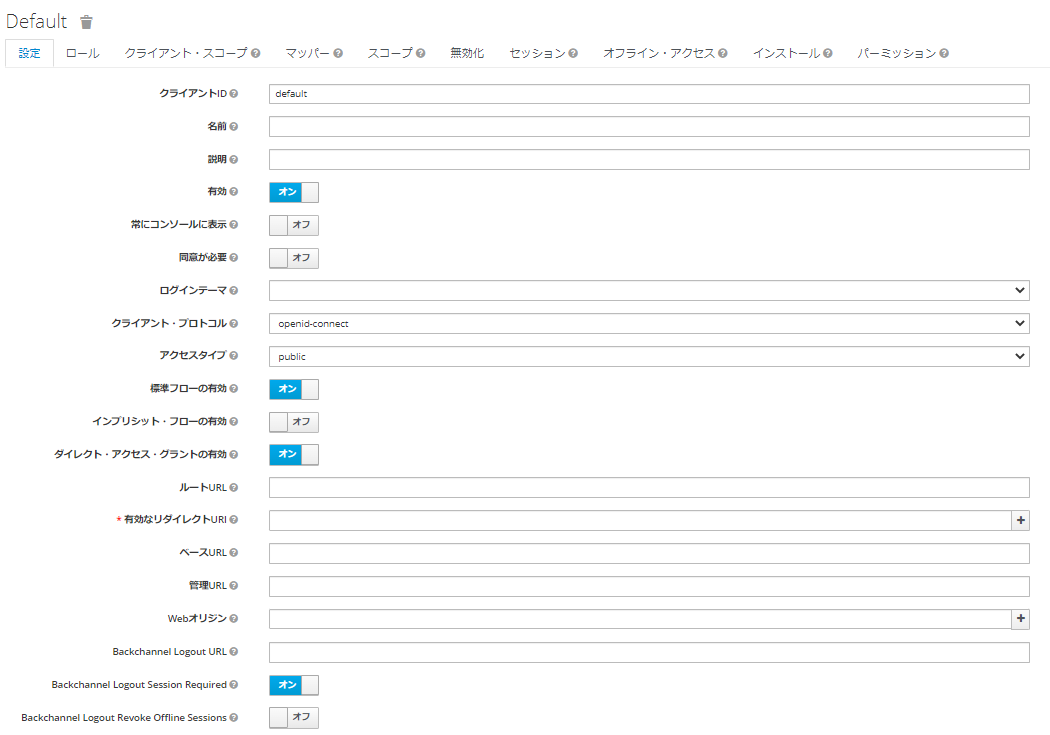 Default
設定 ロール クライアント・スコープ マッパー スコープ 無効化 セッション オフライン・アクセス インストール パーミッション
クライアントID default
名前
説明
有効 オン
常にコンソールに表示 オフ
同意が必要 オフ
ログインテーマ
クライアント・プロトコル openid-connect
アクセスタイプ public
標準フローの有効 オン
インプリシット・フローの有効 オフ
ダイレクト・アクセス・グラントの有効 オン
ルートURL
* 有効なリダイレクトURI +
ベースURL
管理URL
Webオリジン +
Backchannel Logout URL
Backchannel Logout Session Required オン
Backchannel Logout Revoke Offline Sessions オフ